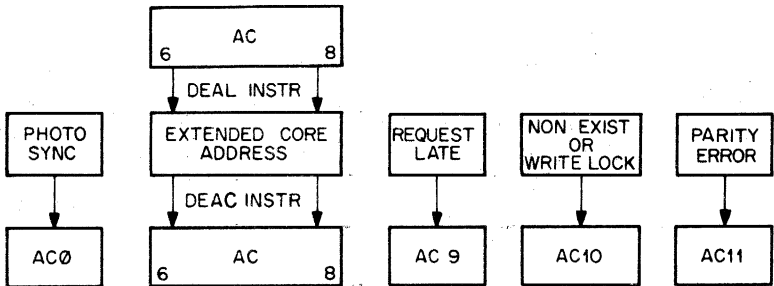 AC
6 8
DEAL INSTR
PHOTO
SYNC
EXTENDED CORE
ADDRESS
REQUEST
LATE
NON EXIST
OR
WRITE LOCK
PARITY
ERROR
DEAC INSTR
ACØ
AC
6 8
AC 9
AC10
AC11